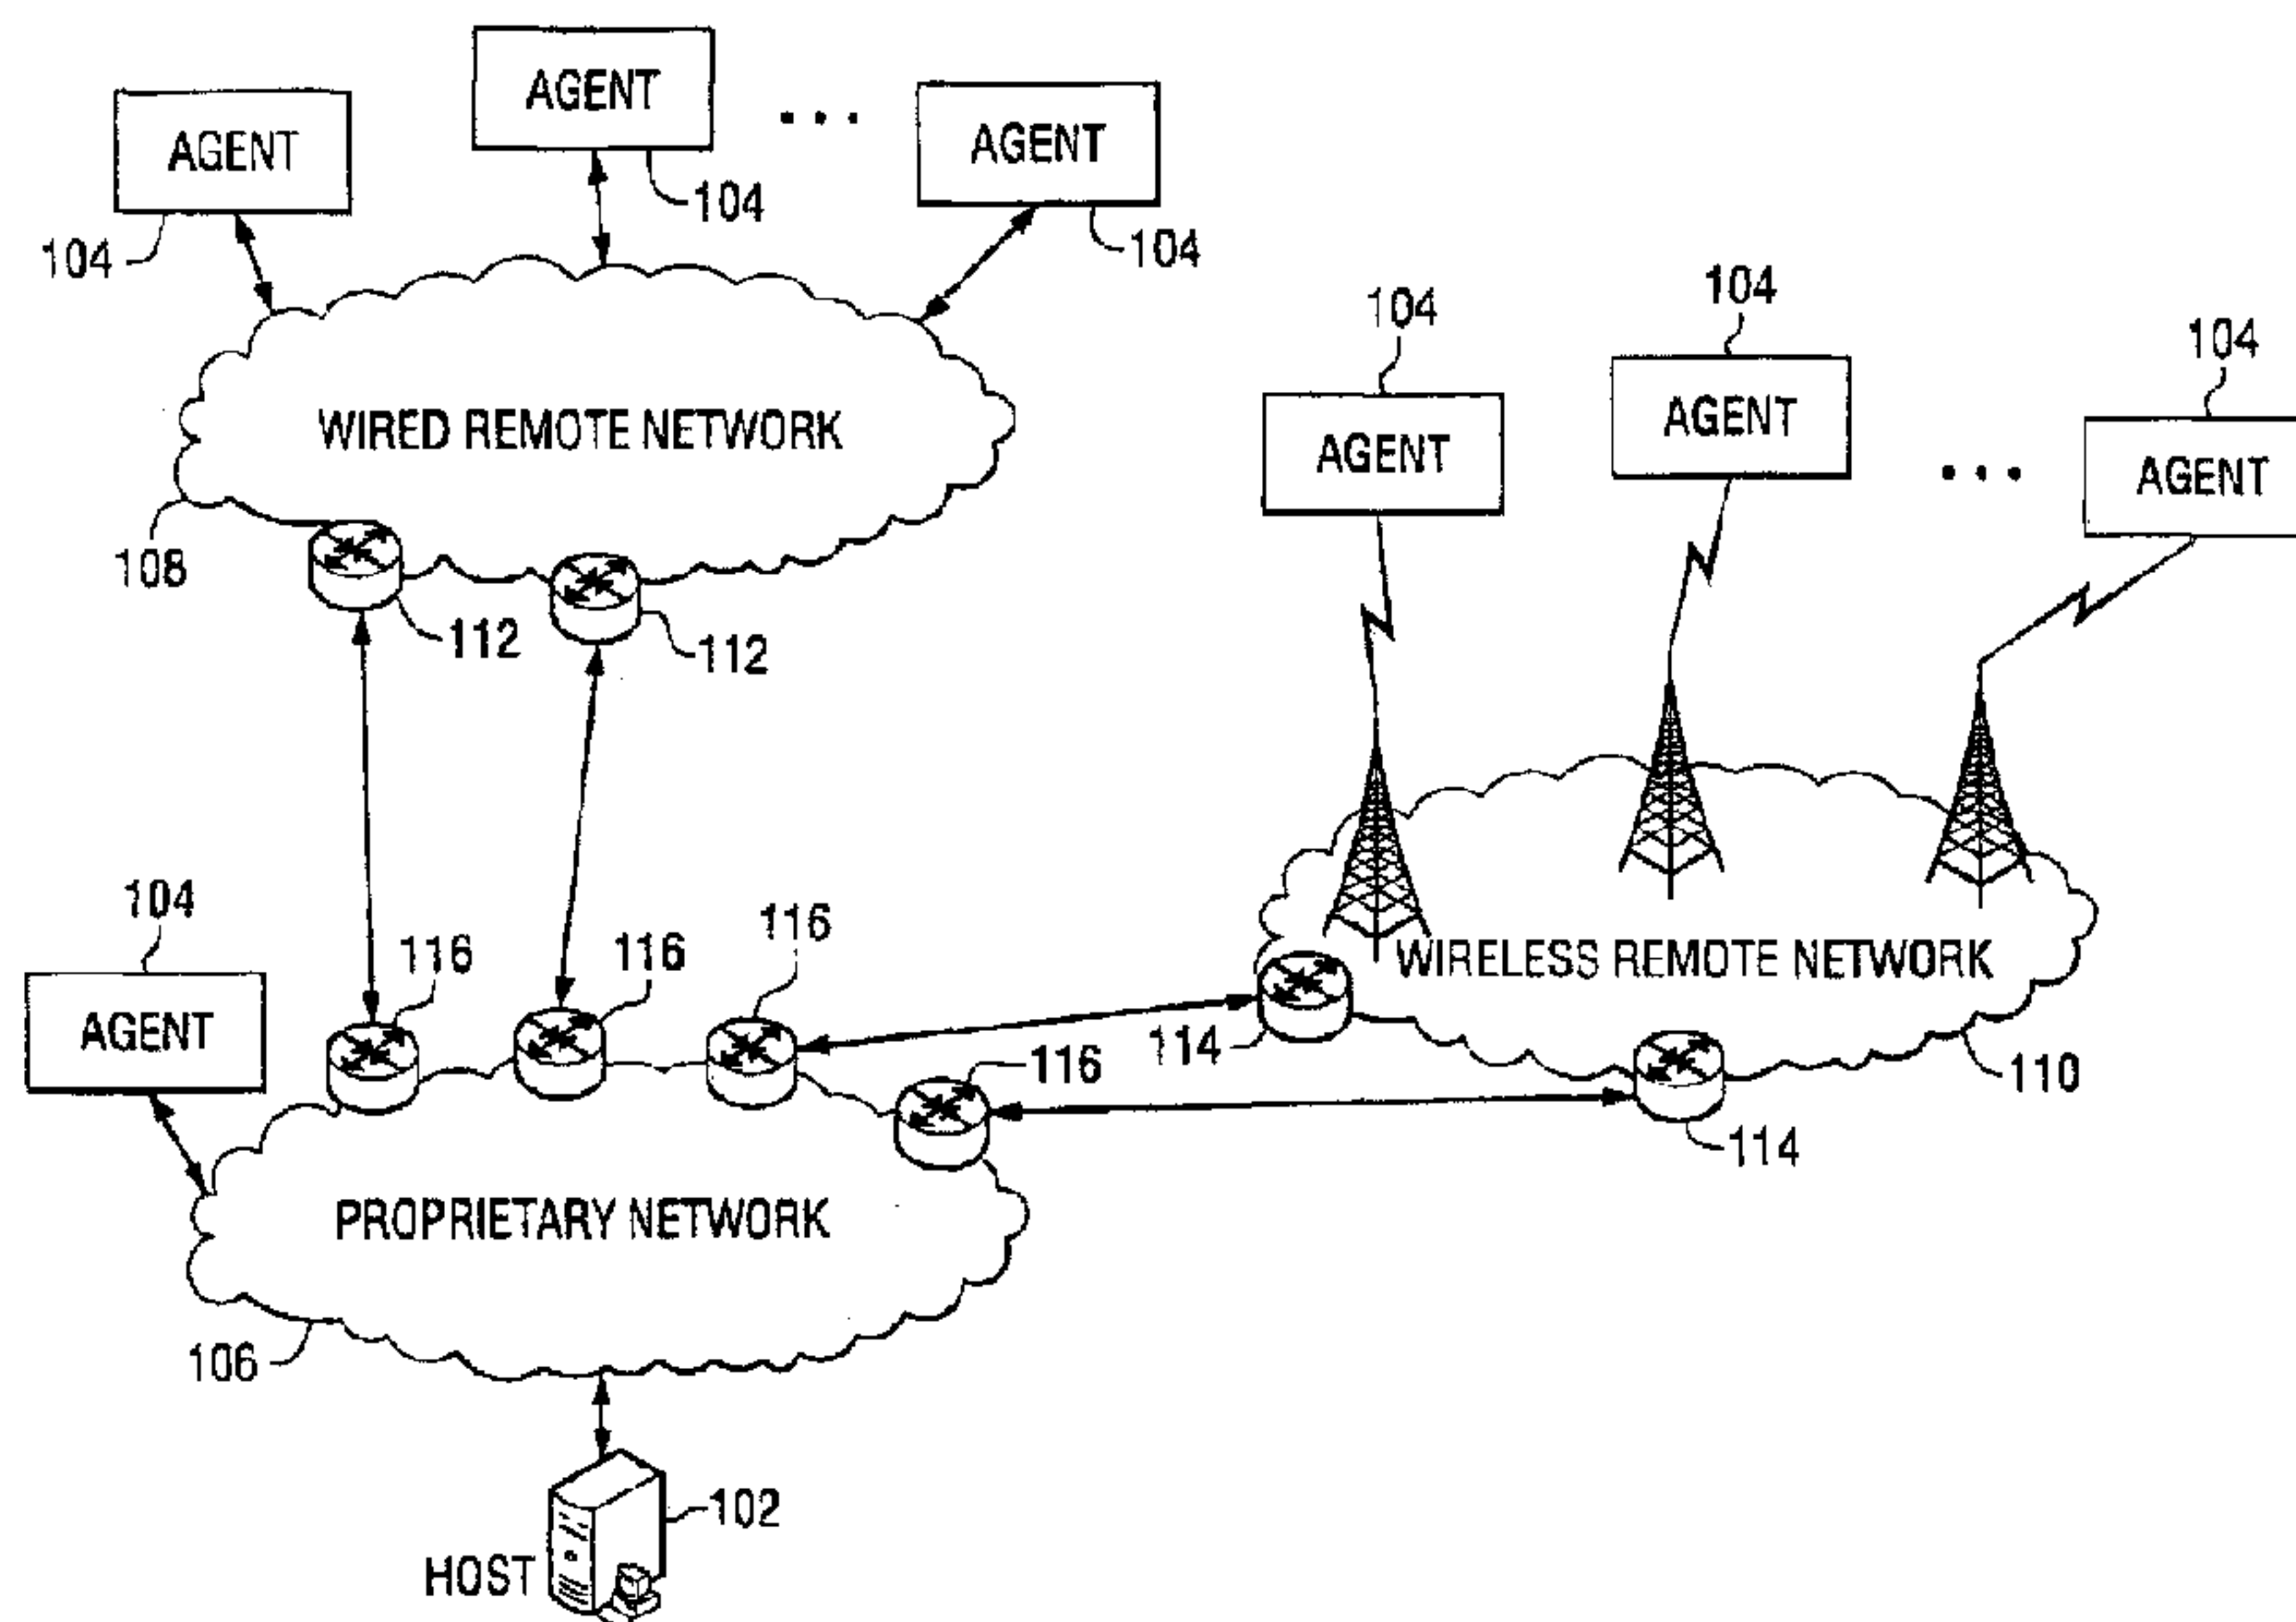 AGENT
104
AGENT
104
• • •
AGENT
104
WIRED REMOTE NETWORK
108
112
112
104
AGENT
104
AGENT
• • •
104
AGENT
WIRELESS REMOTE NETWORK
114
114
110
104
AGENT
116
116
116
116
PROPRIETARY NETWORK
106
102
HOST